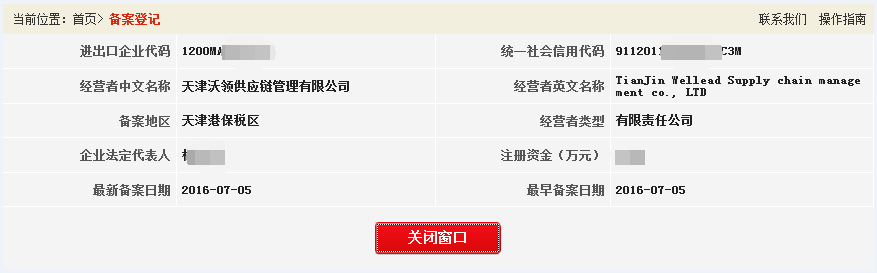 当前位置：首页> 备案登记 联系我们 操作指南
进出口企业代码 1200MA 统一社会信用代码 911201 C3M
经营者中文名称 天津沃领供应链管理有限公司 经营者英文名称 TianJin Wellead Supply chain manage
ment co., LTD
备案地区 天津港保税区 经营者类型 有限责任公司
企业法定代表人 注册资金（万元）
最新备案日期 2016-07-05 最早备案日期 2016-07-05
关闭窗口